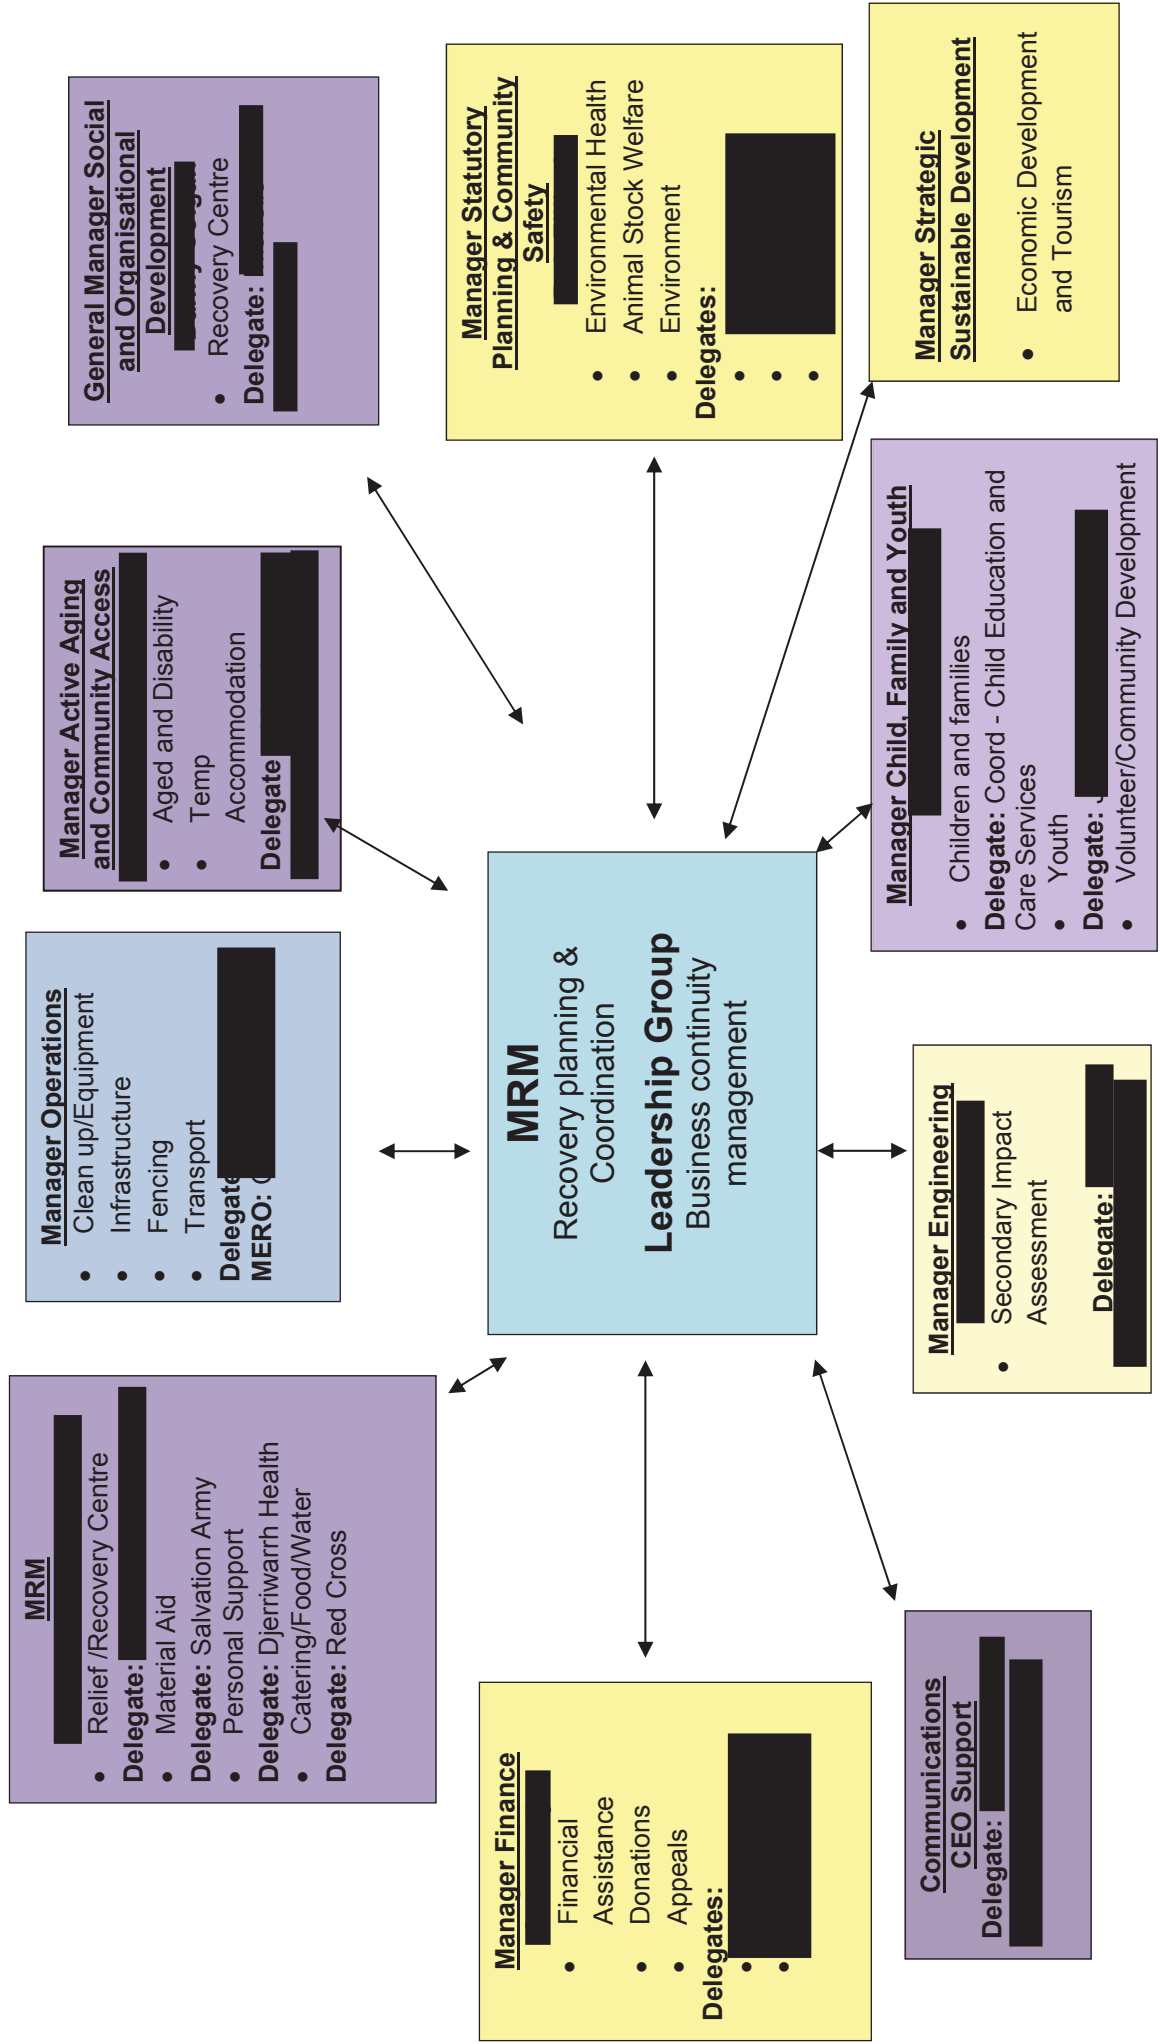 MRM
• Relief /Recovery Centre
Delegate:
• Material Aid
Delegate: Salvation Army
• Personal Support
Delegate: Djerriwarrh Health
• Catering/Food/Water
Delegate: Red Cross
Manager Operations
• Clean up/Equipment
• Infrastructure
• Fencing
• Transport
Delegate
MERO:
Manager Active Aging
and Community Access
• Aged and Disability
• Temp
Accommodation
Delegate
General Manager Social
and Organisational
Development
• Recovery Centre
Delegate:
Manager Finance
• Financial
Assistance
• Donations
• Appeals
Delegates:
•
•
MRM
Recovery planning &
Coordination
Leadership Group
Business continuity
management
Manager Statutory
Planning & Community
Safety
• Environmental Health
• Animal Stock Welfare
• Environment
Delegates:
•
•
•
Communications
CEO Support
Delegate:
Manager Engineering
• Secondary Impact
Assessment
Delegate:
Manager Child, Family and Youth
• Children and families
Delegate: Coord - Child Education and
Care Services
• Youth
Delegate:
• Volunteer/Community Development
Manager Strategic
Sustainable Development
• Economic Development
and Tourism